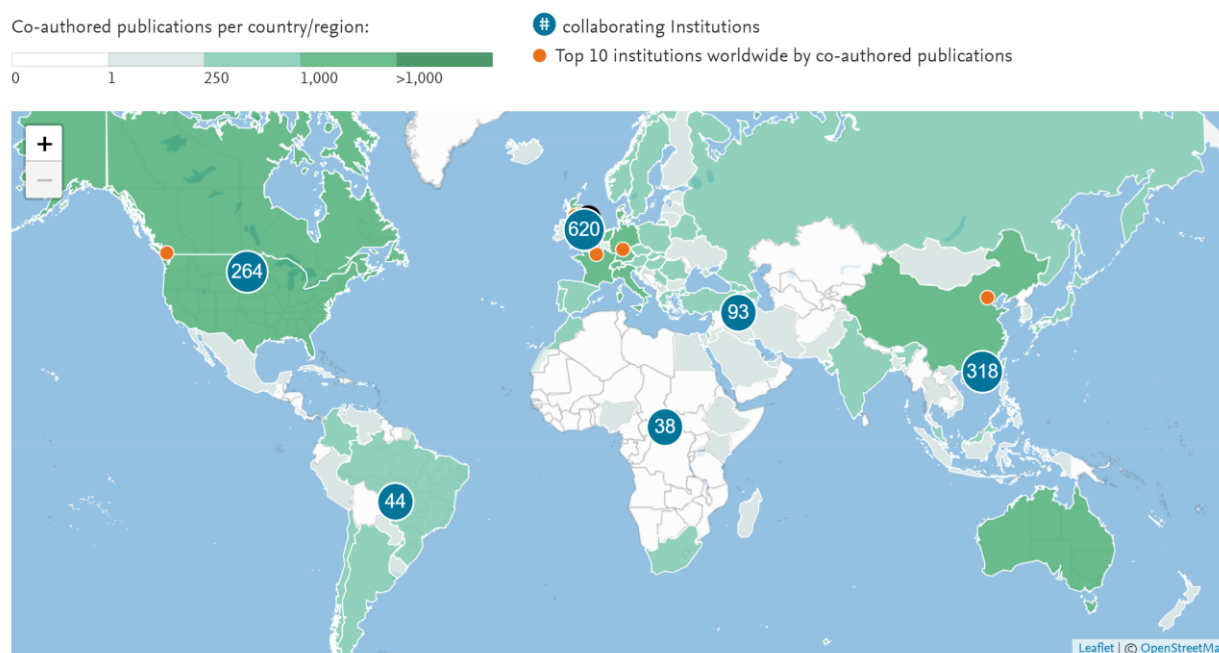 Co-authored publications per country/region:
# collaborating Institutions
Top 10 institutions worldwide by co-authored publications
0 1 250 1,000 >1,000
+
−
620
264
93
318
38
44
Leaflet | © OpenStreetMa